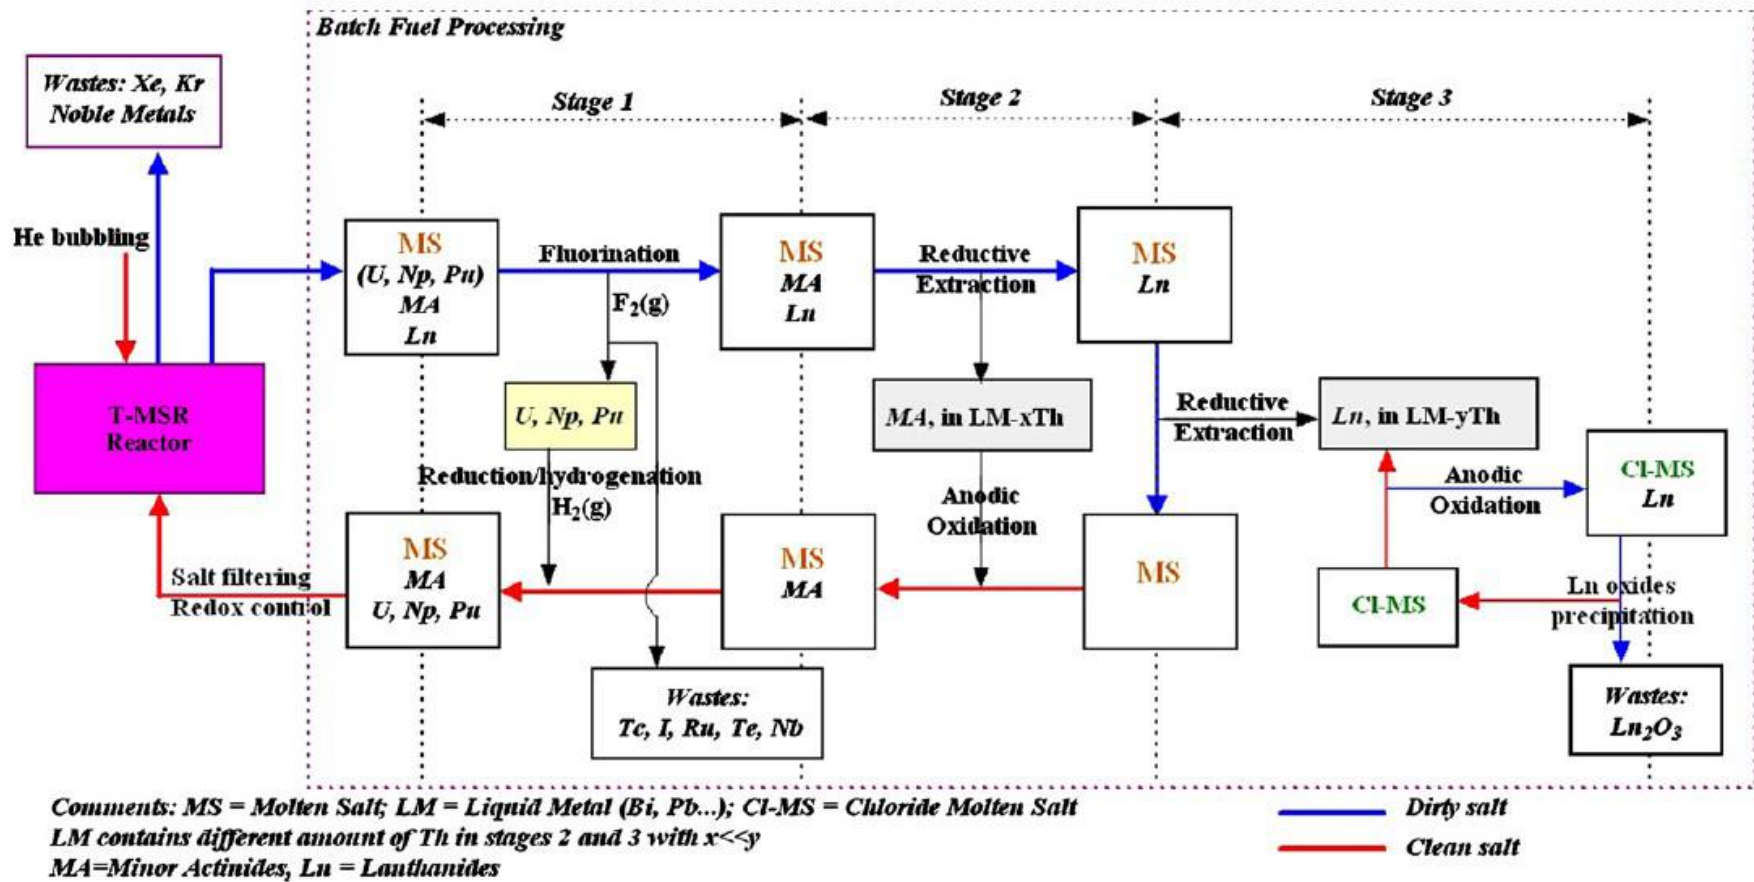 Batch Fuel Processing
Wastes: Xe, Kr
Noble Metals
Stage 1
Stage 2
Stage 3
He bubbling
MS
(U, Np, Pu)
MA
Ln
Fluorination
F₂(g)
MS
MA
Ln
Reductive
Extraction
MS
Ln
T-MSR
Reactor
U, Np, Pu
MA, in LM-xTh
Reductive
Extraction
Ln, in LM-yTh
Reduction/hydrogenation
H₂(g)
Anodic
Oxidation
Anodic
Oxidation
Cl-MS
Ln
Salt filtering
Redox control
MS
MA
U, Np, Pu
MS
MA
MS
Cl-MS
Ln oxides
precipitation
Wastes:
Tc, I, Ru, Te, Nb
Wastes:
Ln₂O₃
Comments: MS = Molten Salt; LM = Liquid Metal (Bi, Pb...); Cl-MS = Chloride Molten Salt
LM contains different amount of Th in stages 2 and 3 with x<<y
MA=Minor Actinides, Ln = Lanthanides
Dirty salt
Clean salt